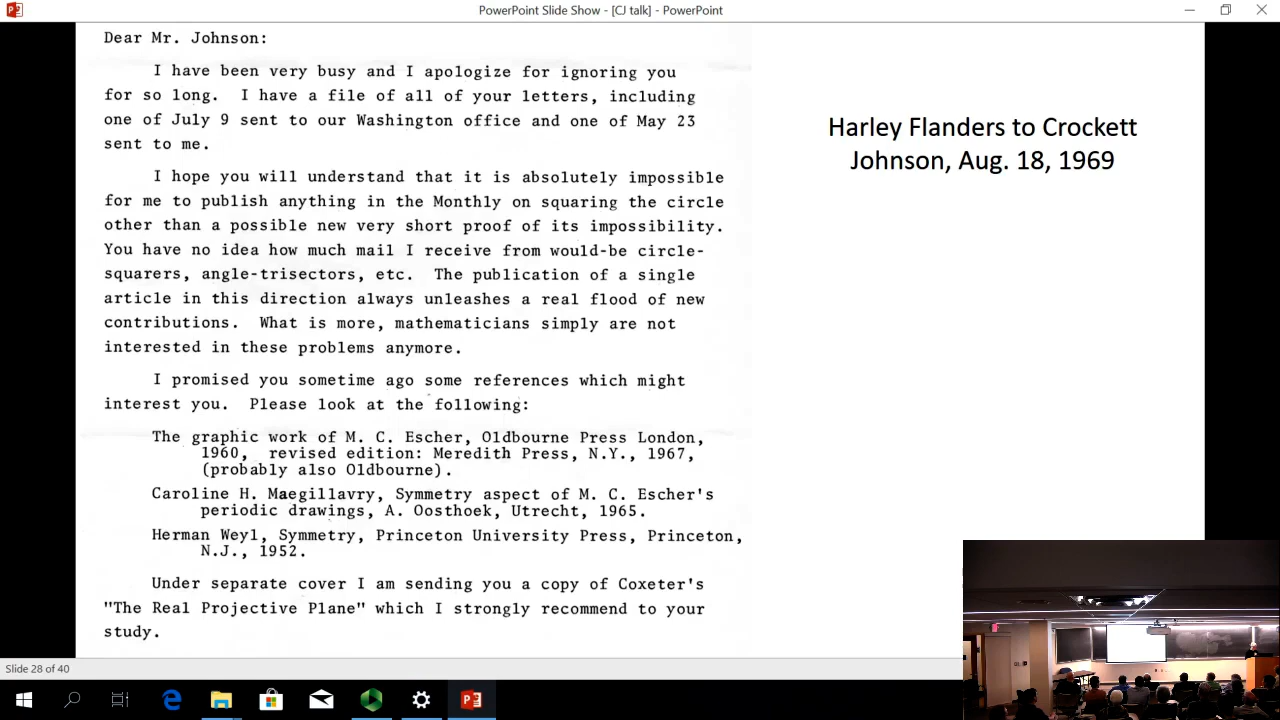 PowerPoint Slide Show - [CJ talk] - PowerPoint
Dear Mr. Johnson:
I have been very busy and I apologize for ignoring you
for so long. I have a file of all of your letters, including
one of July 9 sent to our Washington office and one of May 23
sent to me.
I hope you will understand that it is absolutely impossible
for me to publish anything in the Monthly on squaring the circle
other than a possible new very short proof of its impossibility.
You have no idea how much mail I receive from would-be circle-
squarers, angle-trisectors, etc. The publication of a single
article in this direction always unleashes a real flood of new
contributions. What is more, mathematicians simply are not
interested in these problems anymore.
I promised you sometime ago some references which might
interest you. Please look at the following:
The graphic work of M. C. Escher, Oldbourne Press London,
1960, revised edition: Meredith Press, N.Y., 1967,
(probably also Oldbourne).
Caroline H. Maegillavry, Symmetry aspect of M. C. Escher's
periodic drawings, A. Oosthoek, Utrecht, 1965.
Herman Weyl, Symmetry, Princeton University Press, Princeton,
N.J., 1952.
Under separate cover I am sending you a copy of Coxeter's
"The Real Projective Plane" which I strongly recommend to your
study.
Harley Flanders to Crockett
Johnson, Aug. 18, 1969
Slide 28 of 40